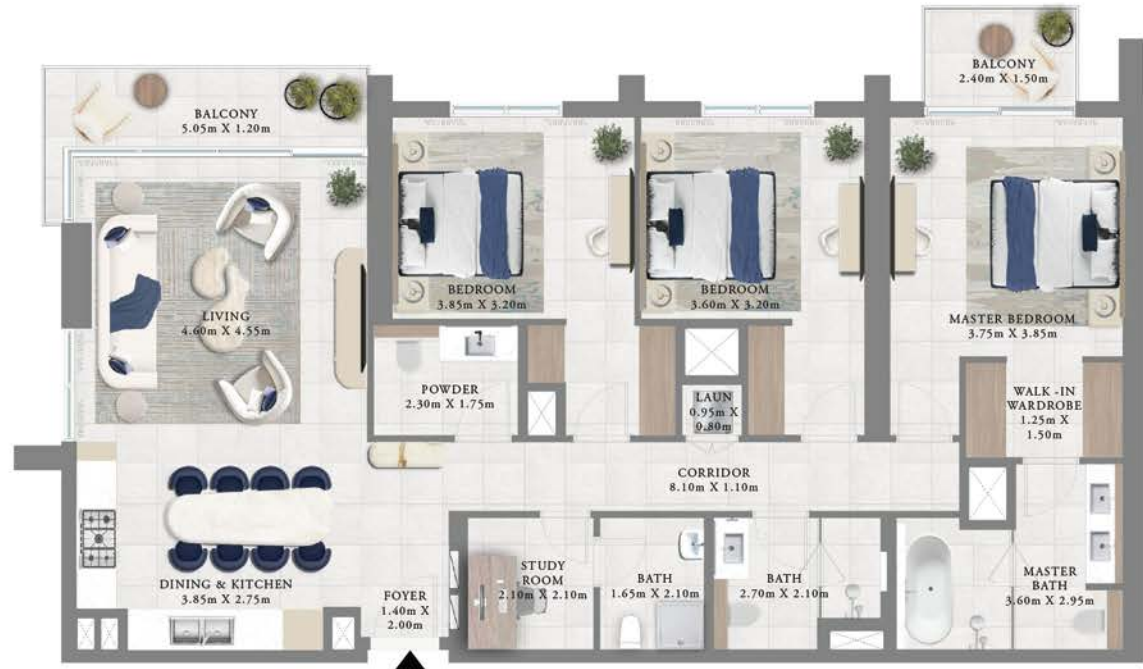 BALCONY
5.05m X 1.20m
BALCONY
2.40m X 1.50m
LIVING
4.60m X 4.55m
BEDROOM
3.85m X 3.20m
BEDROOM
3.60m X 3.20m
MASTER BEDROOM
3.75m X 3.85m
POWDER
2.30m X 1.75m
LAUN
0.95m X
0.80m
WALK -IN
WARDROBE
1.25m X
1.50m
CORRIDOR
8.10m X 1.10m
DINING & KITCHEN
3.85m X 2.75m
FOYER
1.40m X
2.00m
STUDY
ROOM
2.10m X 2.10m
BATH
1.65m X 2.10m
BATH
2.70m X 2.10m
MASTER
BATH
3.60m X 2.95m